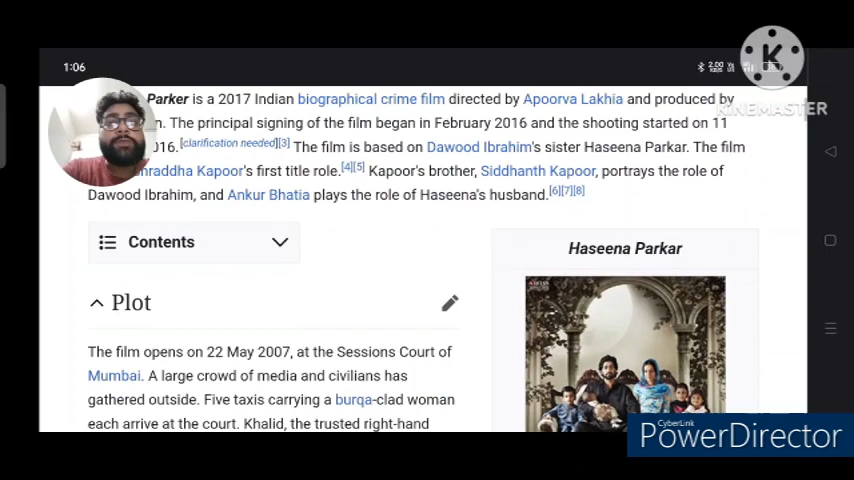 1:06
2.00
KINEMASTER
Parker is a 2017 Indian biographical crime film directed by Apoorva Lakhia and produced by
n. The principal signing of the film began in February 2016 and the shooting started on 11
016.[clarification needed][3] The film is based on Dawood Ibrahim's sister Haseena Parkar. The film
hraddha Kapoor's first title role.[4][5] Kapoor's brother, Siddhanth Kapoor, portrays the role of
Dawood Ibrahim, and Ankur Bhatia plays the role of Haseena's husband.[6][7][8]
Contents
Haseena Parkar
Plot
The film opens on 22 May 2007, at the Sessions Court of
Mumbai. A large crowd of media and civilians has
gathered outside. Five taxis carrying a burqa-clad woman
each arrive at the court. Khalid, the trusted right-hand
CyberLink
PowerDirector